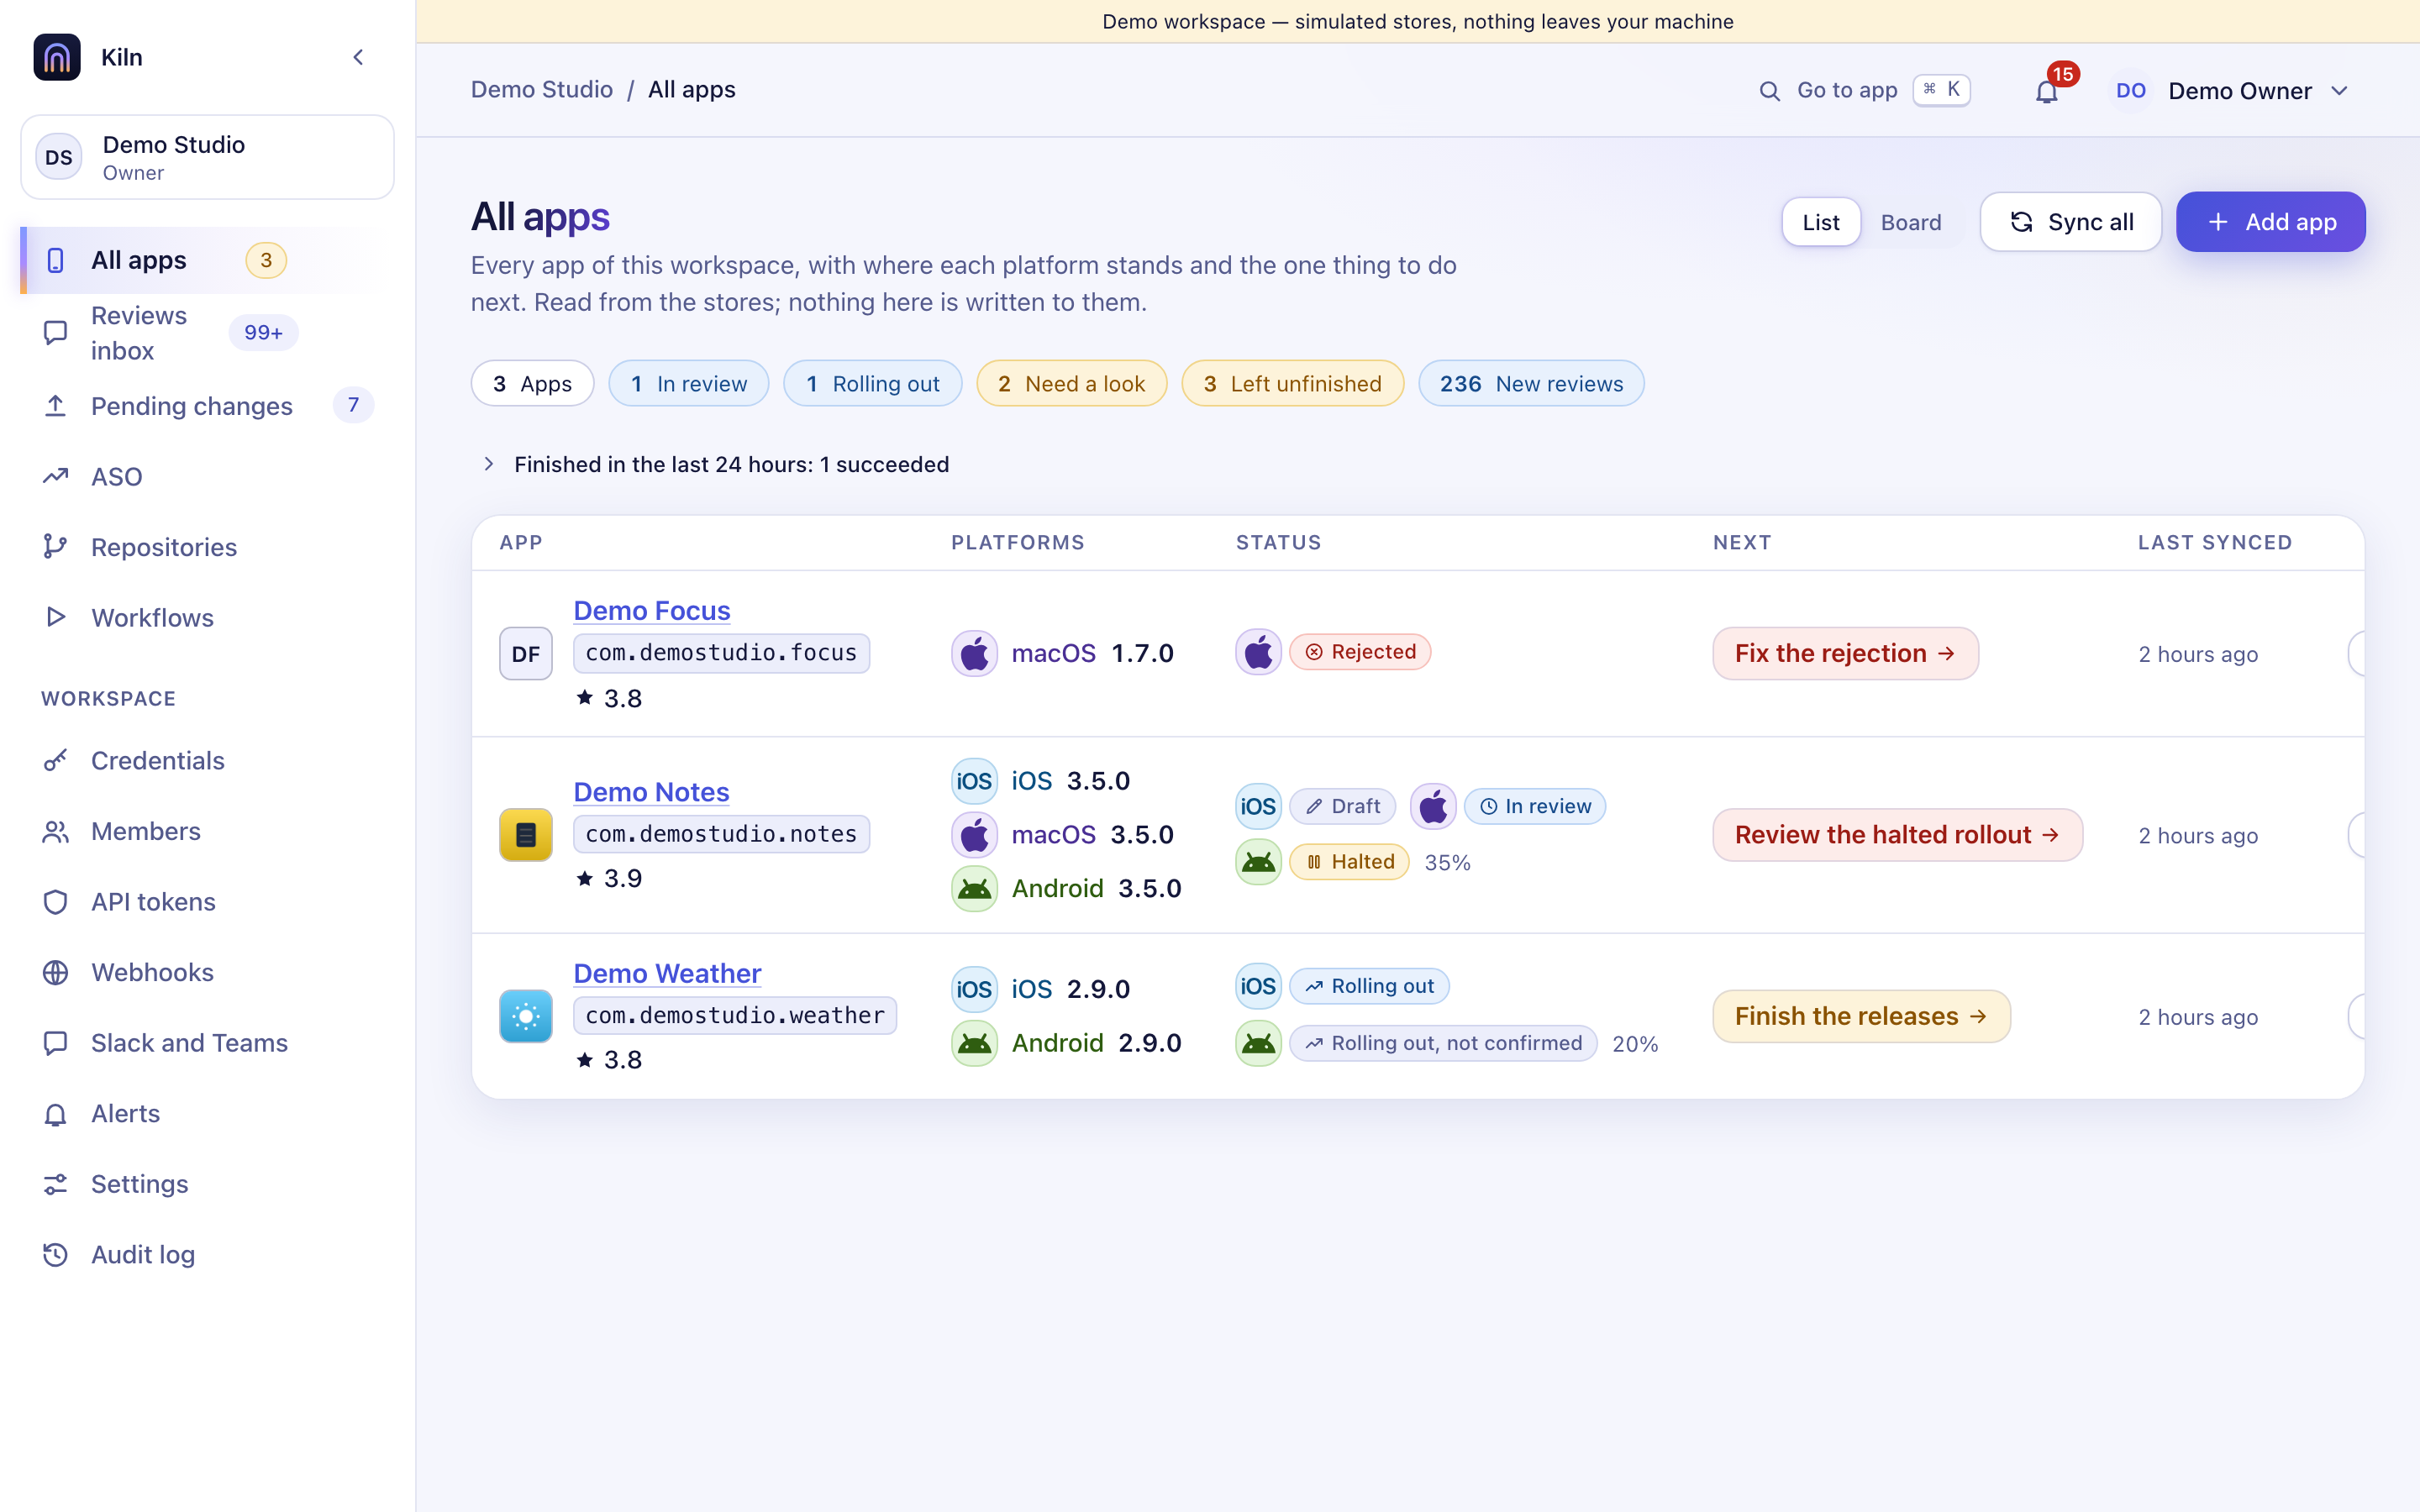 Demo workspace — simulated stores, nothing leaves your machine
Kiln
DS
Demo Studio
Owner
All apps 3
Reviews
inbox
99+
Pending changes 7
ASO
Repositories
Workflows
WORKSPACE
Credentials
Members
API tokens
Webhooks
Slack and Teams
Alerts
Settings
Audit log
Demo Studio / All apps
Go to app ⌘ K
15
DO Demo Owner
All apps
Every app of this workspace, with where each platform stands and the one thing to do
next. Read from the stores; nothing here is written to them.
List Board Sync all + Add app
3 Apps 1 In review 1 Rolling out 2 Need a look 3 Left unfinished 236 New reviews
Finished in the last 24 hours: 1 succeeded
APP PLATFORMS STATUS NEXT LAST SYNCED
DF
Demo Focus
com.demostudio.focus
★ 3.8
macOS 1.7.0
Rejected
Fix the rejection →
2 hours ago
Demo Notes
com.demostudio.notes
★ 3.9
iOS iOS 3.5.0
macOS 3.5.0
Android 3.5.0
iOS Draft In review
Halted 35%
Review the halted rollout →
2 hours ago
Demo Weather
com.demostudio.weather
★ 3.8
iOS iOS 2.9.0
Android 2.9.0
iOS Rolling out
Rolling out, not confirmed 20%
Finish the releases →
2 hours ago